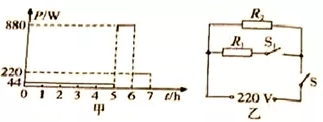 P/W
880
220
44
0 1 2 3 4 5 6 7 t/h
甲
R₂
R₁ S₁
S
220 V
乙